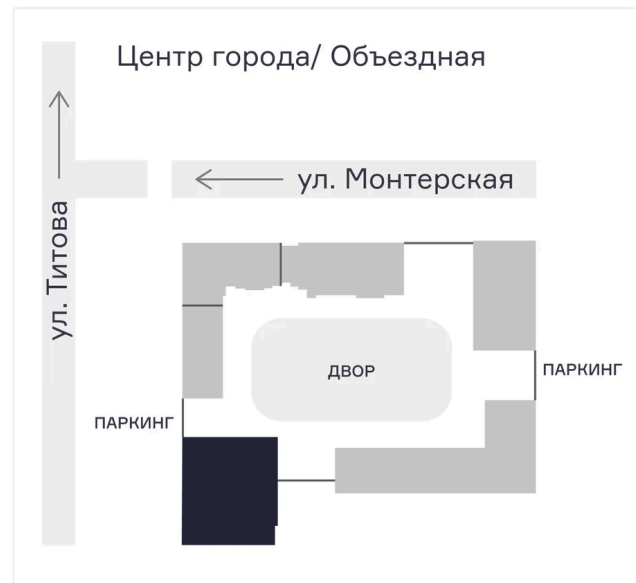 Центр города/ Объездная
ул. Монтерская
ул. Титова
ДВОР
ПАРКИНГ
ПАРКИНГ